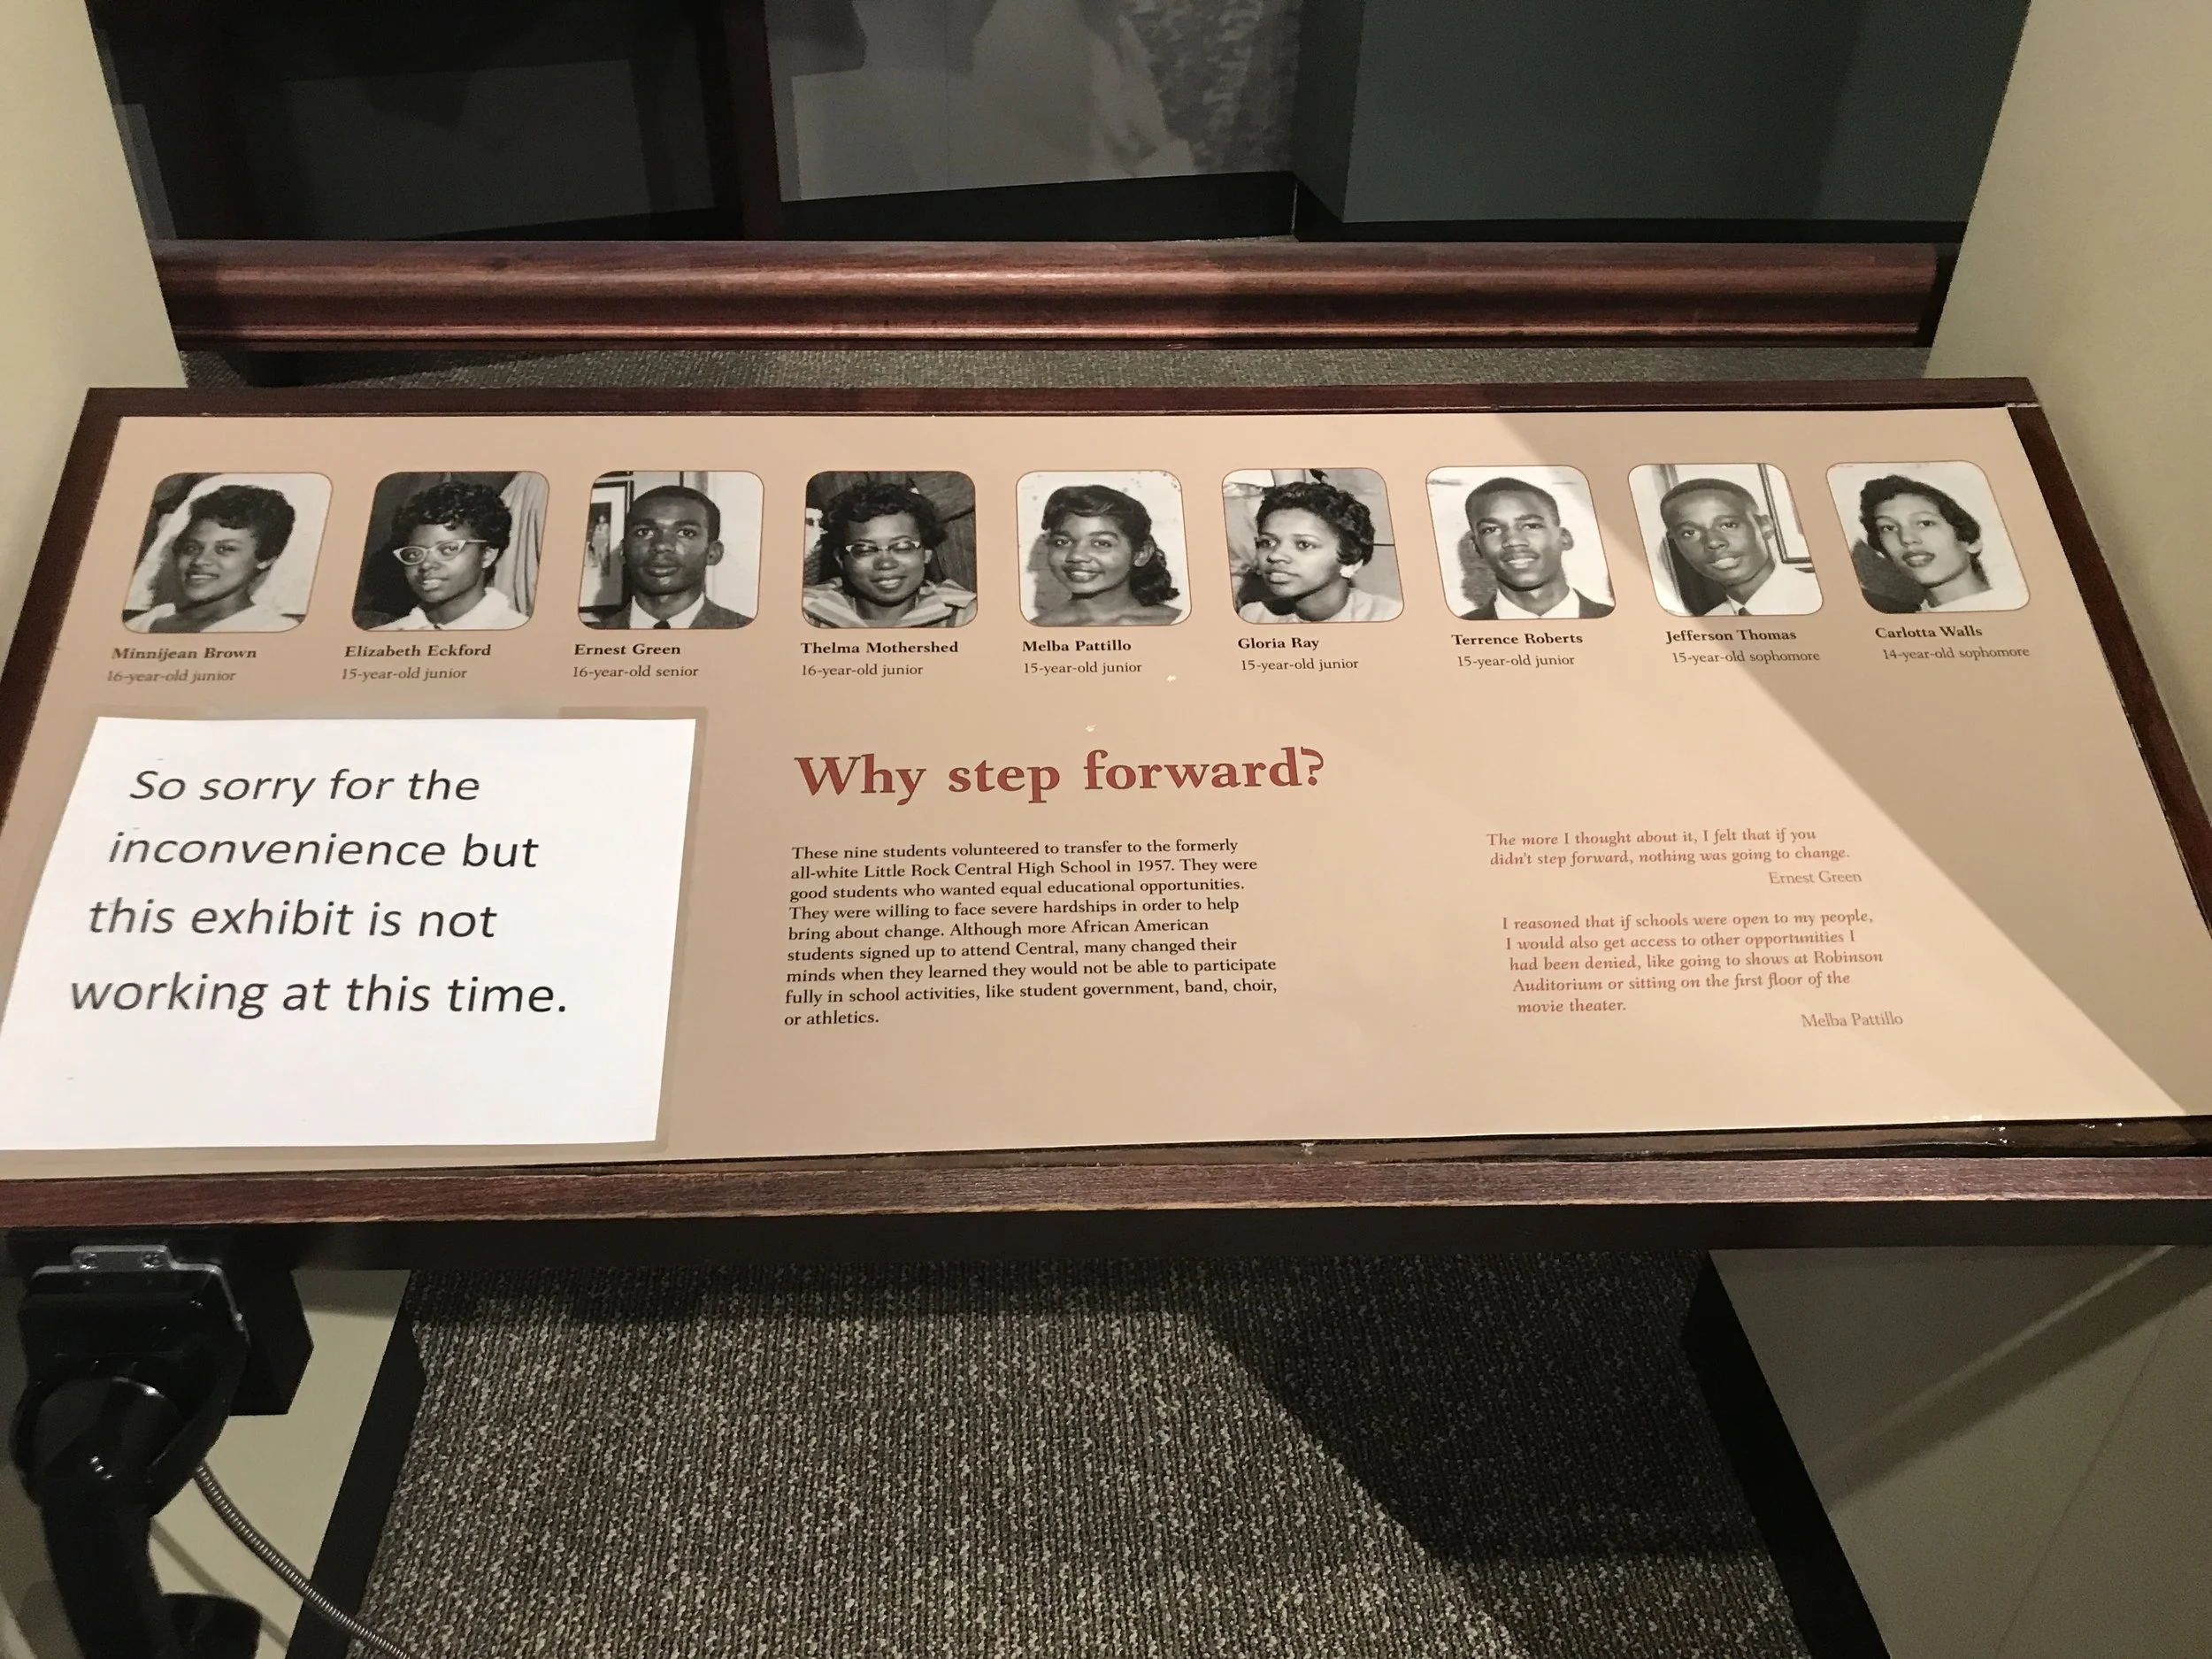 Minnijean Brown
16-year-old junior
Elizabeth Eckford
15-year-old junior
Ernest Green
16-year-old senior
Thelma Mothershed
16-year-old junior
Melba Pattillo
15-year-old junior
Gloria Ray
15-year-old junior
Terrence Roberts
15-year-old junior
Jefferson Thomas
15-year-old sophomore
Carlotta Walls
14-year-old sophomore
So sorry for the
inconvenience but
this exhibit is not
working at this time.
Why step forward?
These nine students volunteered to transfer to the formerly
all-white Little Rock Central High School in 1957. They were
good students who wanted equal educational opportunities.
They were willing to face severe hardships in order to help
bring about change. Although more African American
students signed up to attend Central, many changed their
minds when they learned they would not be able to participate
fully in school activities, like student government, band, choir,
or athletics.
The more I thought about it, I felt that if you
didn't step forward, nothing was going to change.
Ernest Green
I reasoned that if schools were open to my people,
I would also get access to other opportunities I
had been denied, like going to shows at Robinson
Auditorium or sitting on the first floor of the
movie theater.
Melba Pattillo